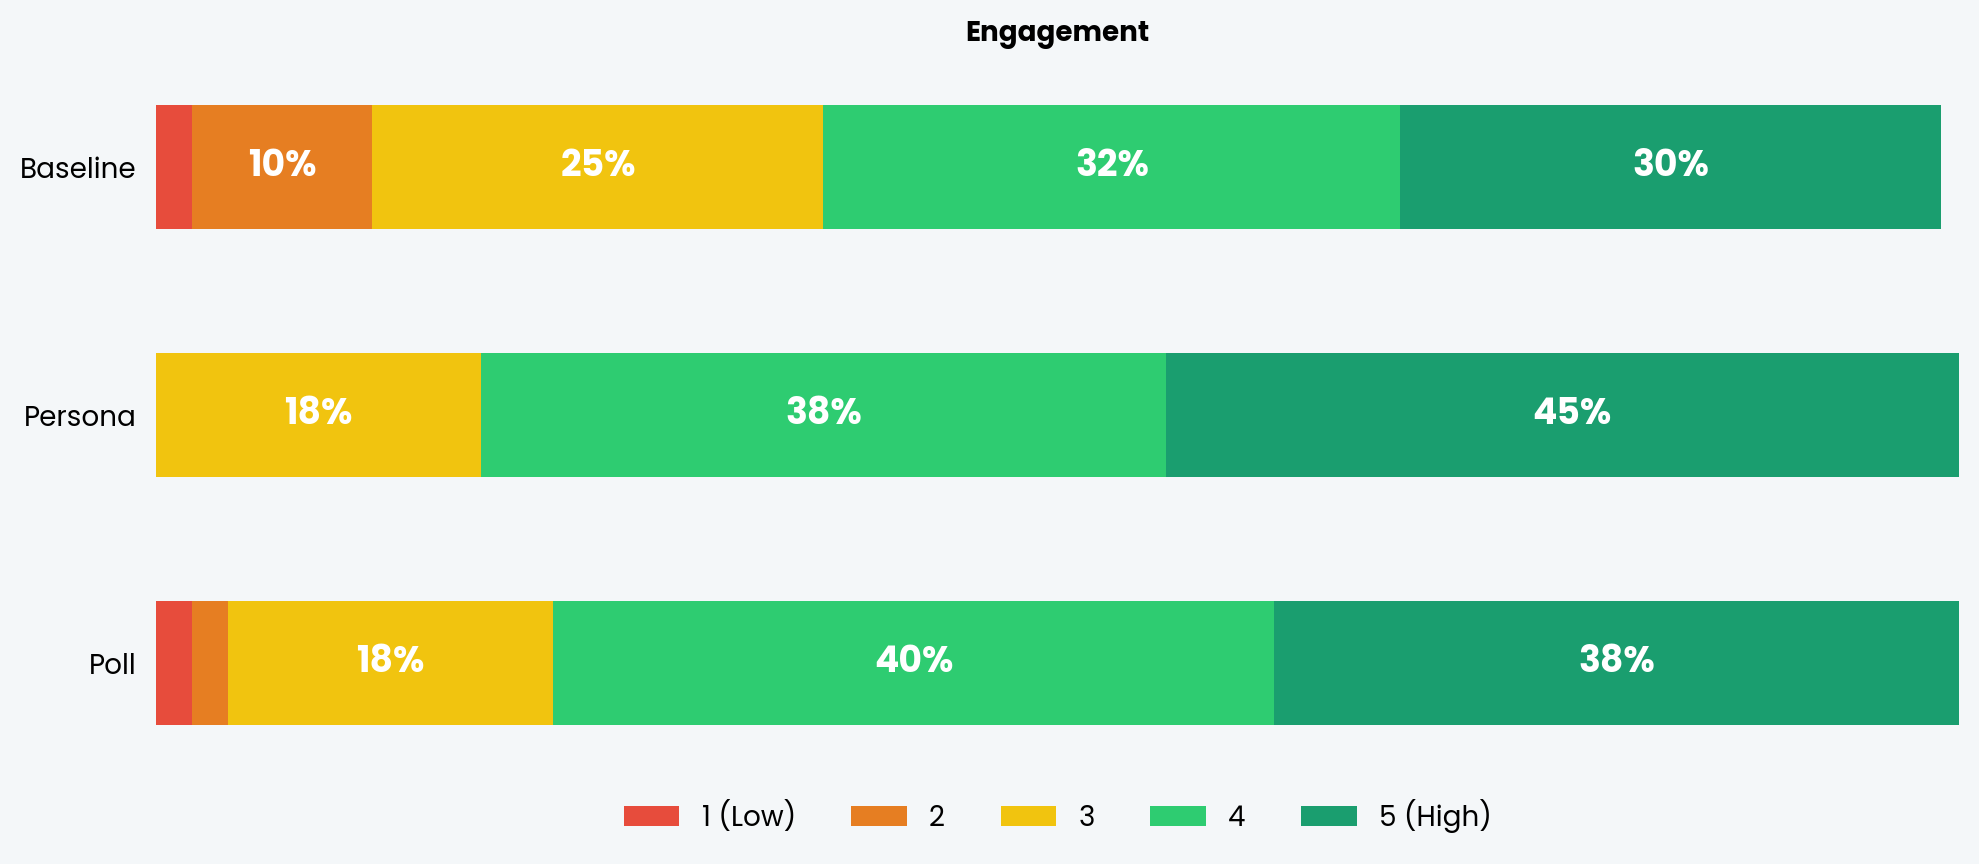 Engagement
Baseline 10% 25% 32% 30%
Persona 18% 38% 45%
Poll 18% 40% 38%
1 (Low) 2 3 4 5 (High)